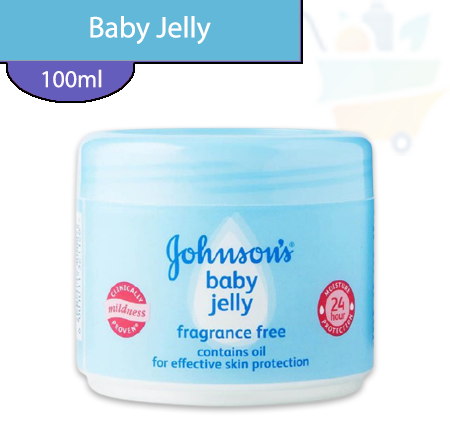 Baby Jelly
100ml
Johnson's®
baby
jelly
fragrance free
contains oil
for effective skin protection
CLINICALLY
mildness
PROVEN®
MOISTURE
24
hour
PROTECTION